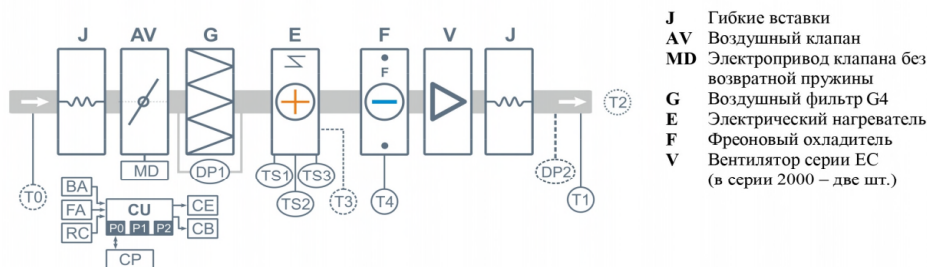 J AV G E F V J
F
T2
MD DP1 TS1 TS3 DP2
T0 TS2 T3 T4 T1
BA CU CE
FA P0 P1 P2
RC CB
CP
J Гибкие вставки
AV Воздушный клапан
MD Электропривод клапана без
возвратной пружины
G Воздушный фильтр G4
E Электрический нагреватель
F Фреоновый охладитель
V Вентилятор серии EC
(в серии 2000 – две шт.)